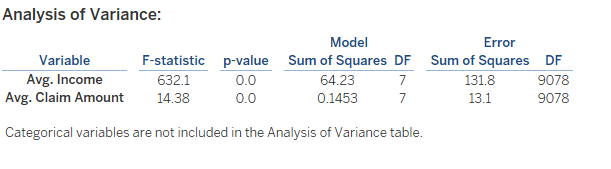 Analysis of Variance:
Model Error
Variable F-statistic p-value Sum of Squares DF Sum of Squares DF
Avg. Income 632.1 0.0 64.23 7 131.8 9078
Avg. Claim Amount 14.38 0.0 0.1453 7 13.1 9078
Categorical variables are not included in the Analysis of Variance table.